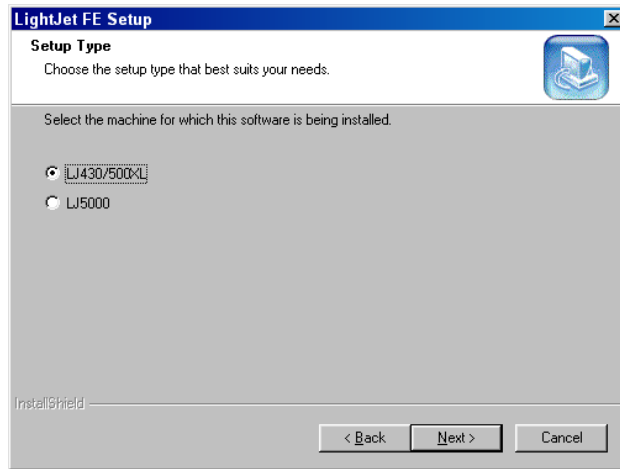 LightJet FE Setup
Setup Type
Choose the setup type that best suits your needs.
Select the machine for which this software is being installed.
LJ430/500XL
LJ5000
InstallShield
< Back
Next >
Cancel